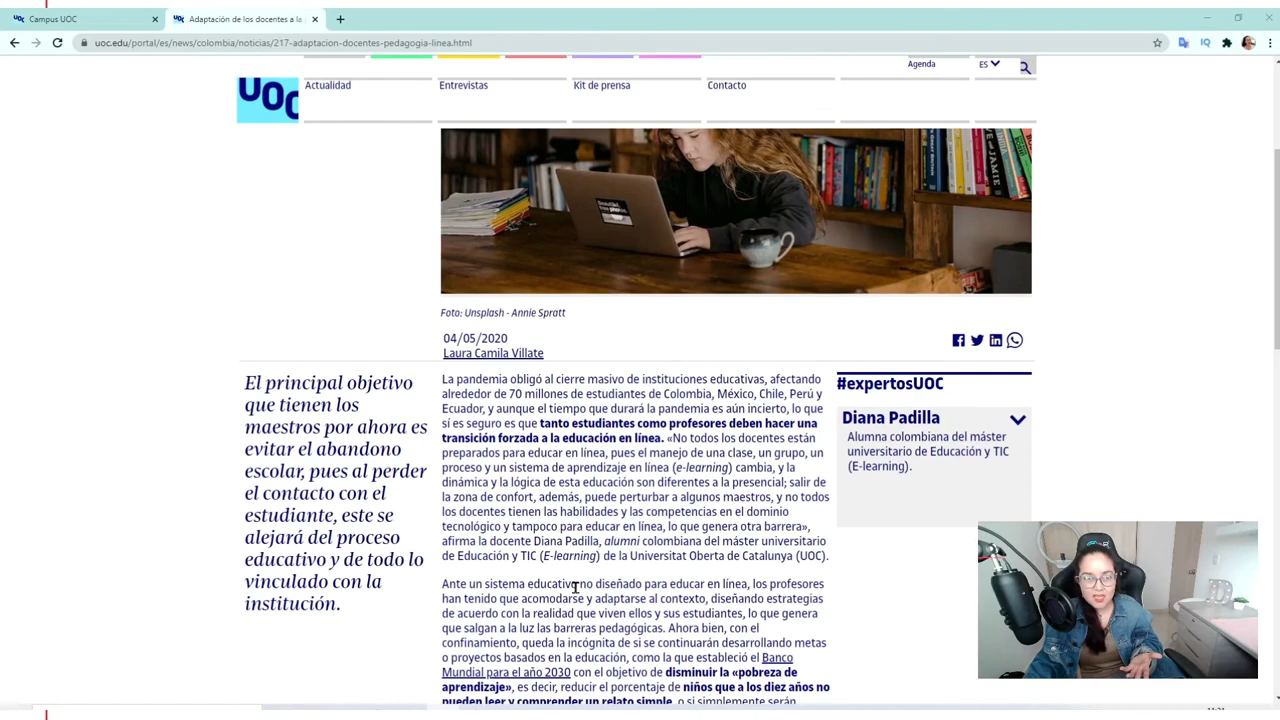 Campus UOC
Adaptación de los docentes a la
uoc.edu/portal/es/news/colombia/noticias/217-adaptacion-docentes-pedagogia-linea.html
Agenda
ES
UOC
Actualidad
Entrevistas
Kit de prensa
Contacto
Foto: Unsplash - Annie Spratt
04/05/2020
Laura Camila Villate
El principal objetivo
que tienen los
maestros por ahora es
evitar el abandono
escolar, pues al perder
el contacto con el
estudiante, este se
alejará del proceso
educativo y de todo lo
vinculado con la
institución.
La pandemia obligó al cierre masivo de instituciones educativas, afectando
alrededor de 70 millones de estudiantes de Colombia, México, Chile, Perú y
Ecuador, y aunque el tiempo que durará la pandemia es aún incierto, lo que
sí es seguro es que tanto estudiantes como profesores deben hacer una
transición forzada a la educación en línea. «No todos los docentes están
preparados para educar en línea, pues el manejo de una clase, un grupo, un
proceso y un sistema de aprendizaje en línea (e-learning) cambia, y la
dinámica y la lógica de esta educación son diferentes a la presencial; salir de
la zona de confort, además, puede perturbar a algunos maestros, y no todos
los docentes tienen las habilidades y las competencias en el dominio
tecnológico y tampoco para educar en línea, lo que genera otra barrera»,
afirma la docente Diana Padilla, alumni colombiana del máster universitario
de Educación y TIC (E-learning) de la Universitat Oberta de Catalunya (UOC).
Ante un sistema educativo no diseñado para educar en línea, los profesores
han tenido que acomodarse y adaptarse al contexto, diseñando estrategias
de acuerdo con la realidad que viven ellos y sus estudiantes, lo que genera
que salgan a la luz las barreras pedagógicas. Ahora bien, con el
confinamiento, queda la incógnita de si se continuarán desarrollando metas
o proyectos basados en la educación, como la que estableció el Banco
Mundial para el año 2030 con el objetivo de disminuir la «pobreza de
aprendizaje», es decir, reducir el porcentaje de niños que a los diez años no
pueden leer y comprender un relato simple, o si simplemente serán
#expertosUOC
Diana Padilla
Alumna colombiana del máster
universitario de Educación y TIC
(E-learning).